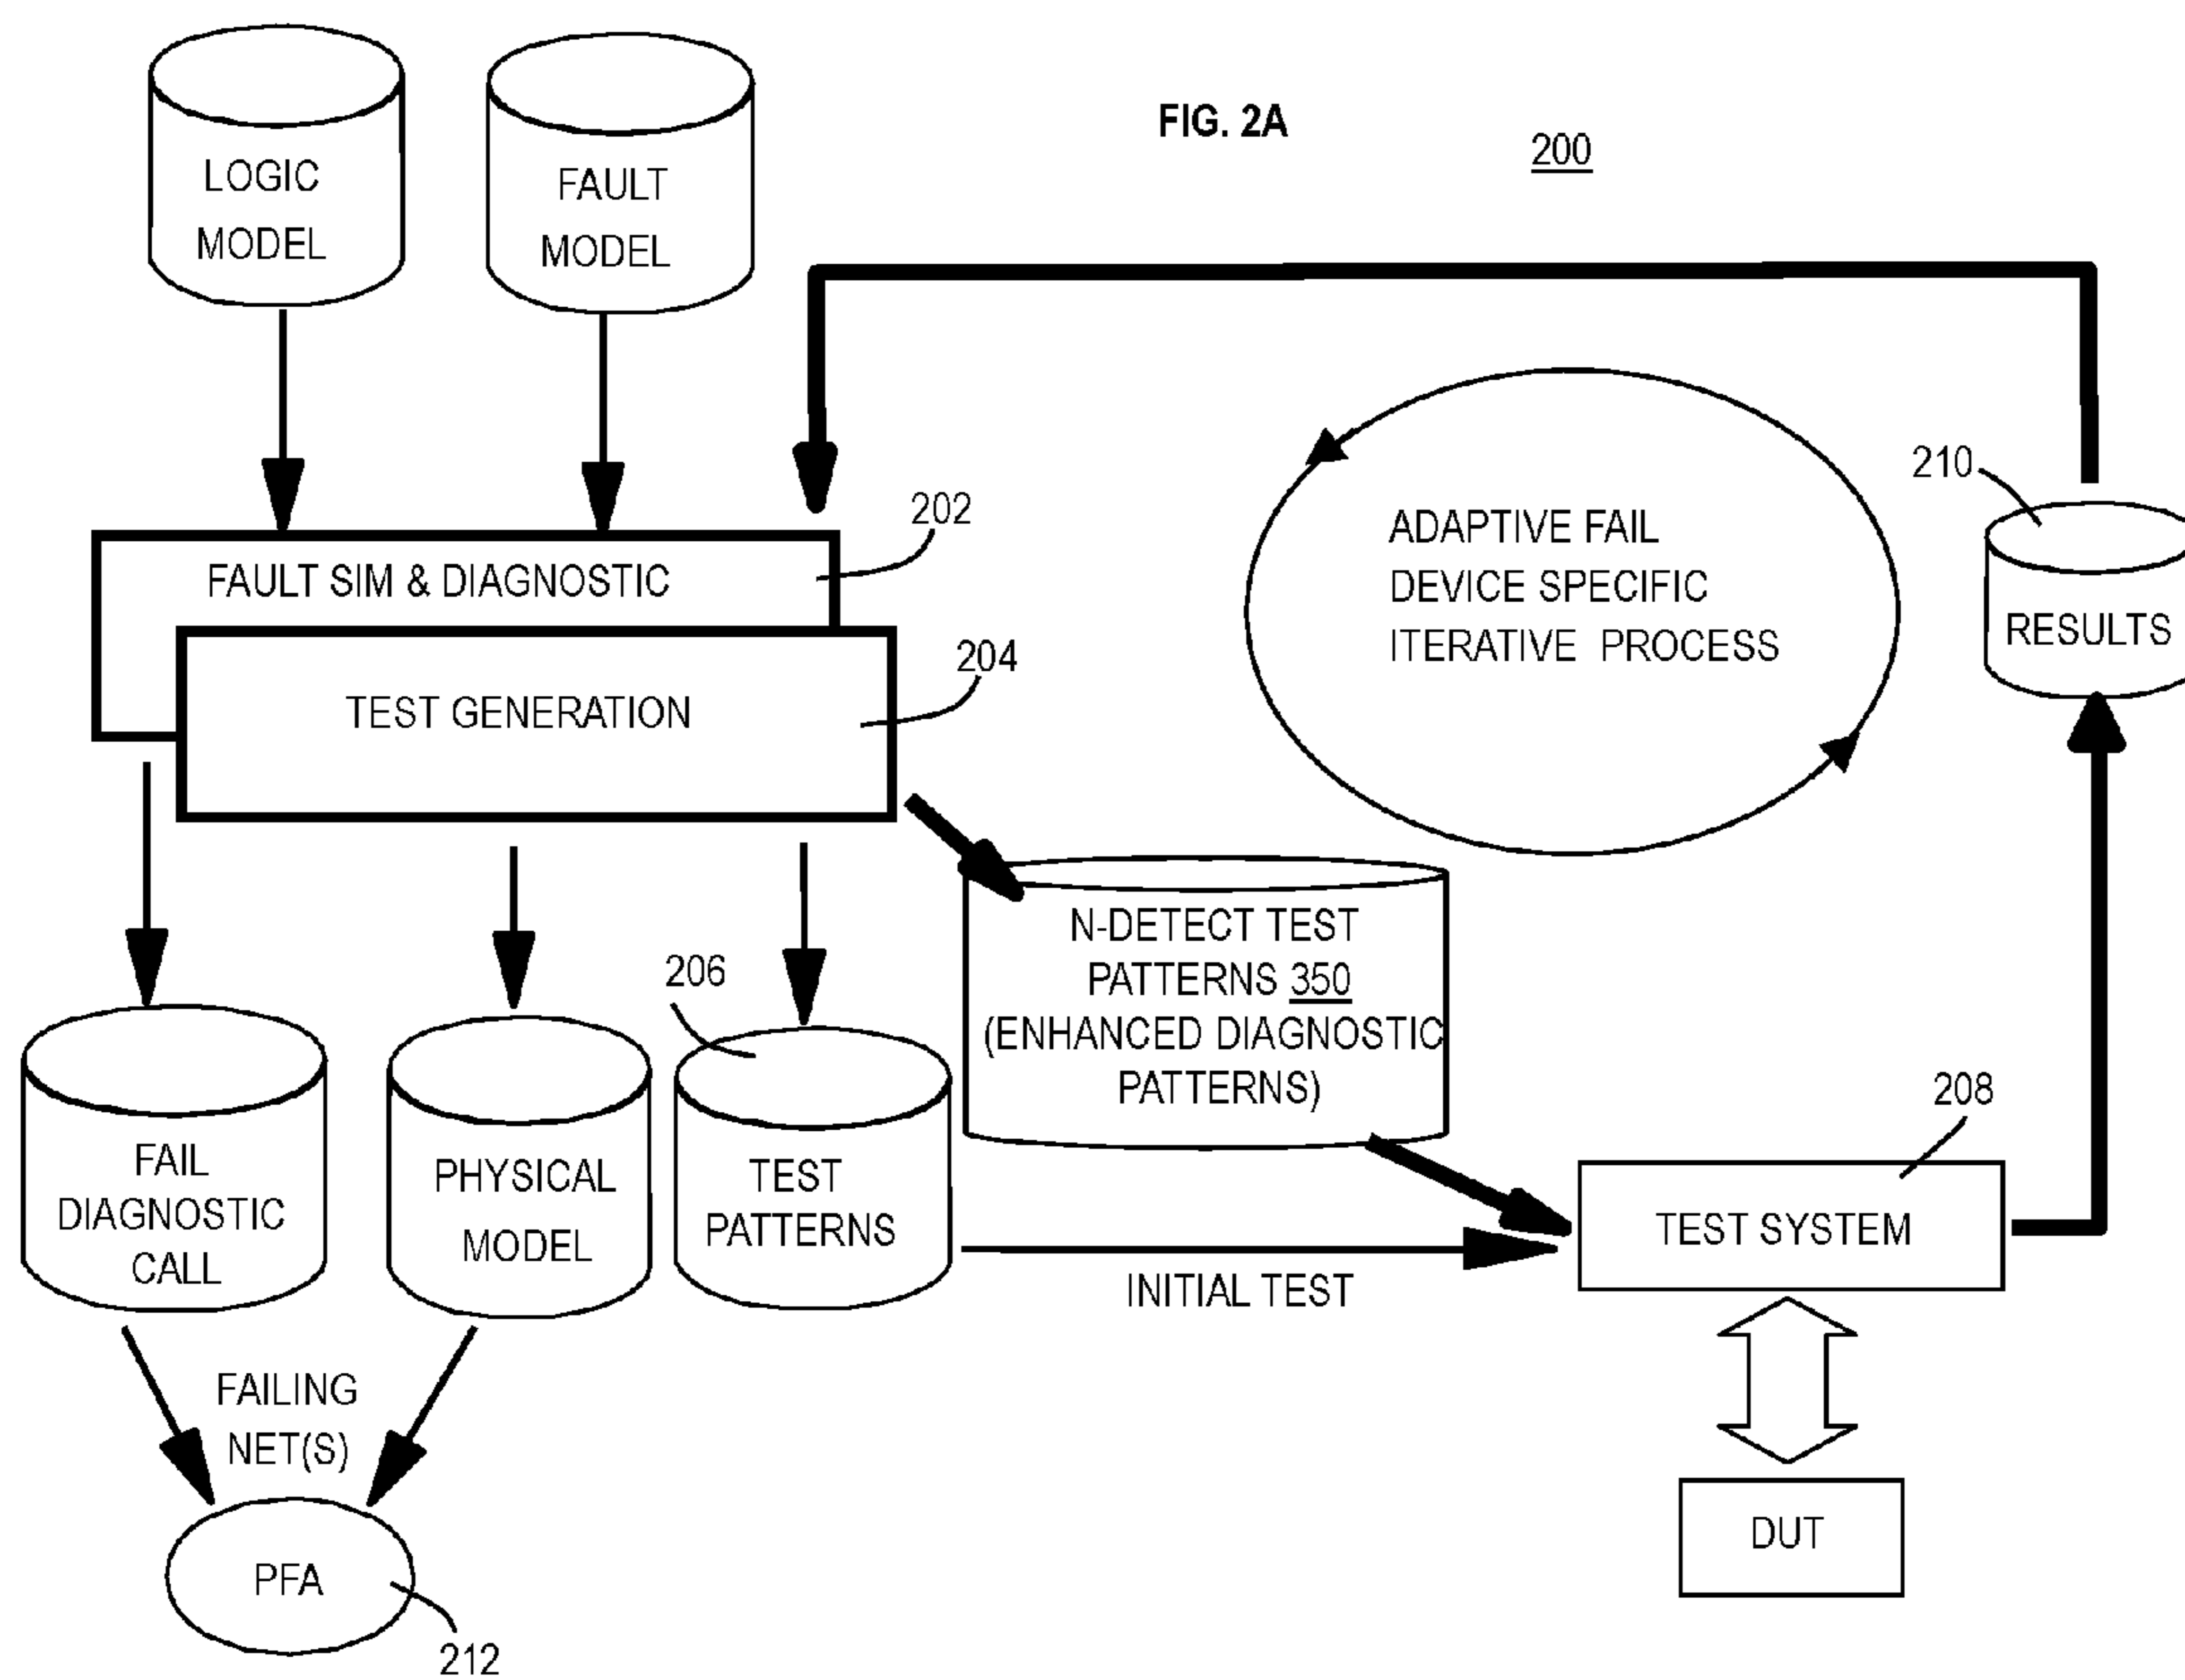 FIG. 2A
200
LOGIC
MODEL
FAULT
MODEL
210
202
FAULT SIM & DIAGNOSTIC
ADAPTIVE FAIL
DEVICE SPECIFIC
ITERATIVE PROCESS
RESULTS
204
TEST GENERATION
N-DETECT TEST
PATTERNS 350
(ENHANCED DIAGNOSTIC
PATTERNS)
206
208
FAIL
DIAGNOSTIC
CALL
PHYSICAL
MODEL
TEST
PATTERNS
TEST SYSTEM
INITIAL TEST
FAILING
NET(S)
DUT
PFA
212